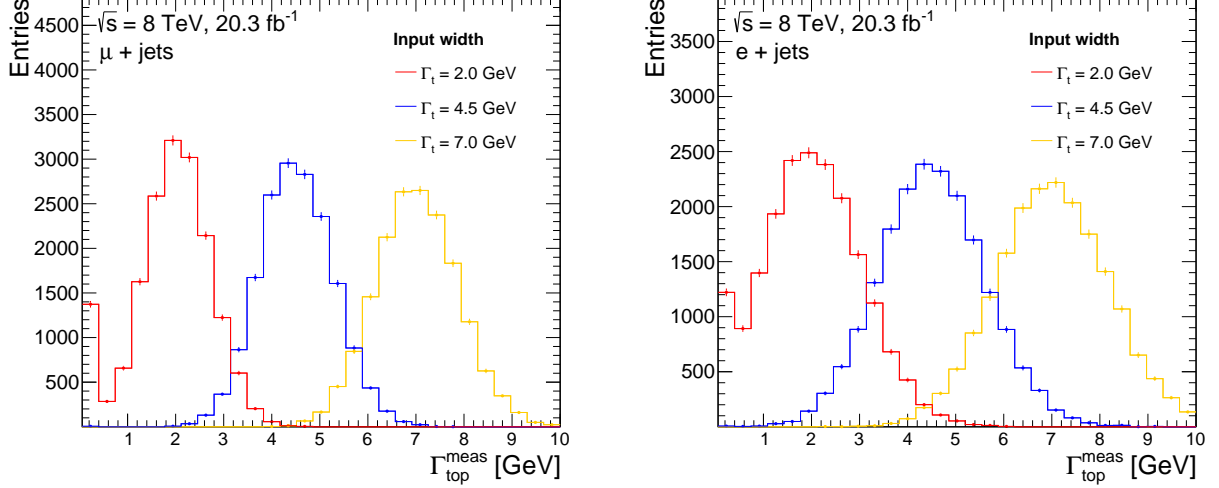 Entries
√s = 8 TeV, 20.3 fb⁻¹
μ + jets
Input width
Γt = 2.0 GeV
Γt = 4.5 GeV
Γt = 7.0 GeV
4500
4000
3500
3000
2500
2000
1500
1000
500
1 2 3 4 5 6 7 8 9 10
Γ_top^meas [GeV]
Entries
√s = 8 TeV, 20.3 fb⁻¹
e + jets
Input width
Γt = 2.0 GeV
Γt = 4.5 GeV
Γt = 7.0 GeV
3500
3000
2500
2000
1500
1000
500
1 2 3 4 5 6 7 8 9 10
Γ_top^meas [GeV]